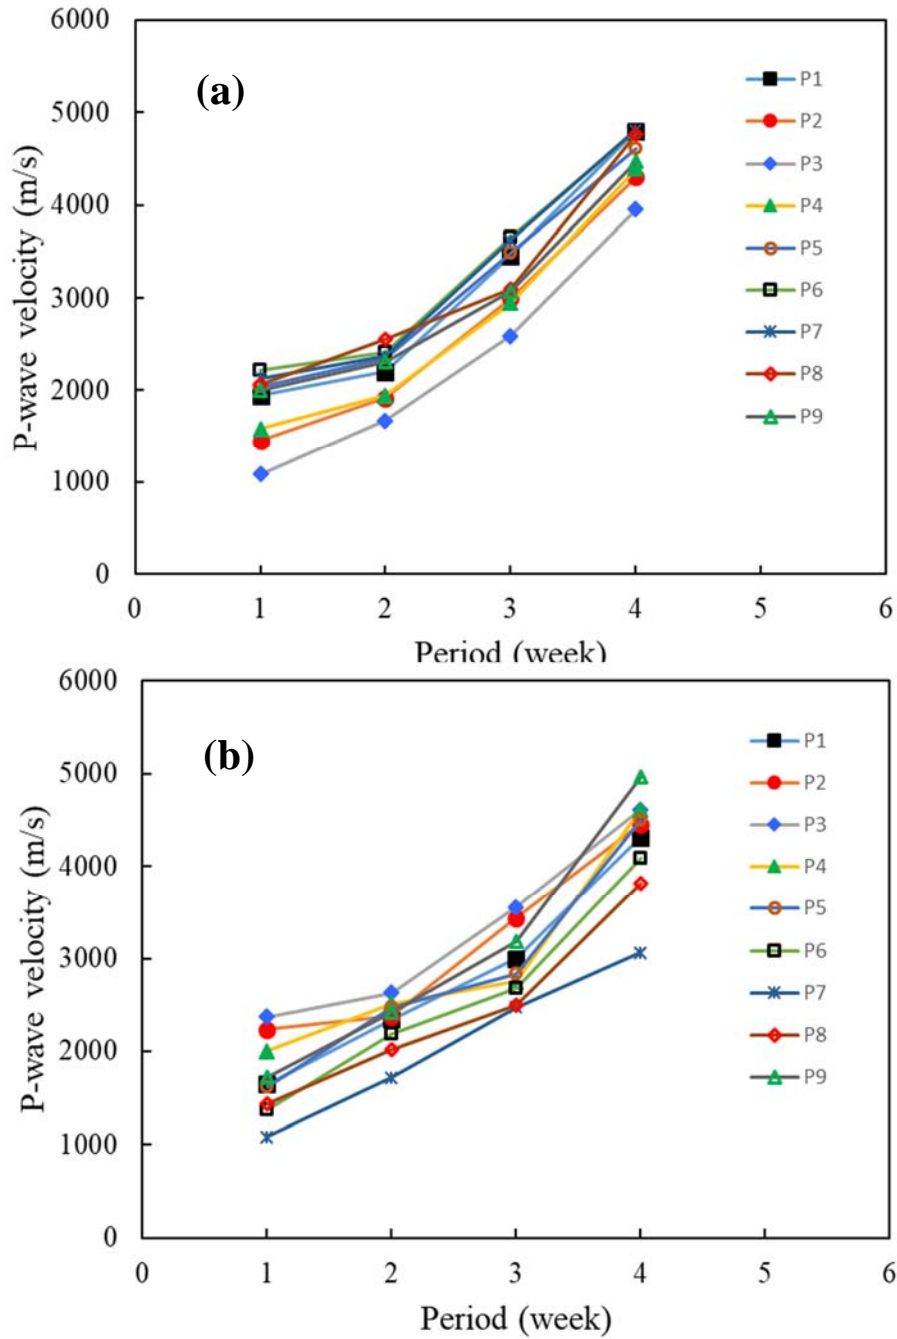 6000
(a)
P1
5000
P2
P3
4000
P4
P-wave velocity (m/s)
P5
3000
P6
P7
2000
P8
P9
1000
0
0 1 2 3 4 5 6
Period (week)
6000
(b)
P1
5000
P2
P3
4000
P4
P-wave velocity (m/s)
P5
3000
P6
P7
2000
P8
P9
1000
0
0 1 2 3 4 5 6
Period (week)